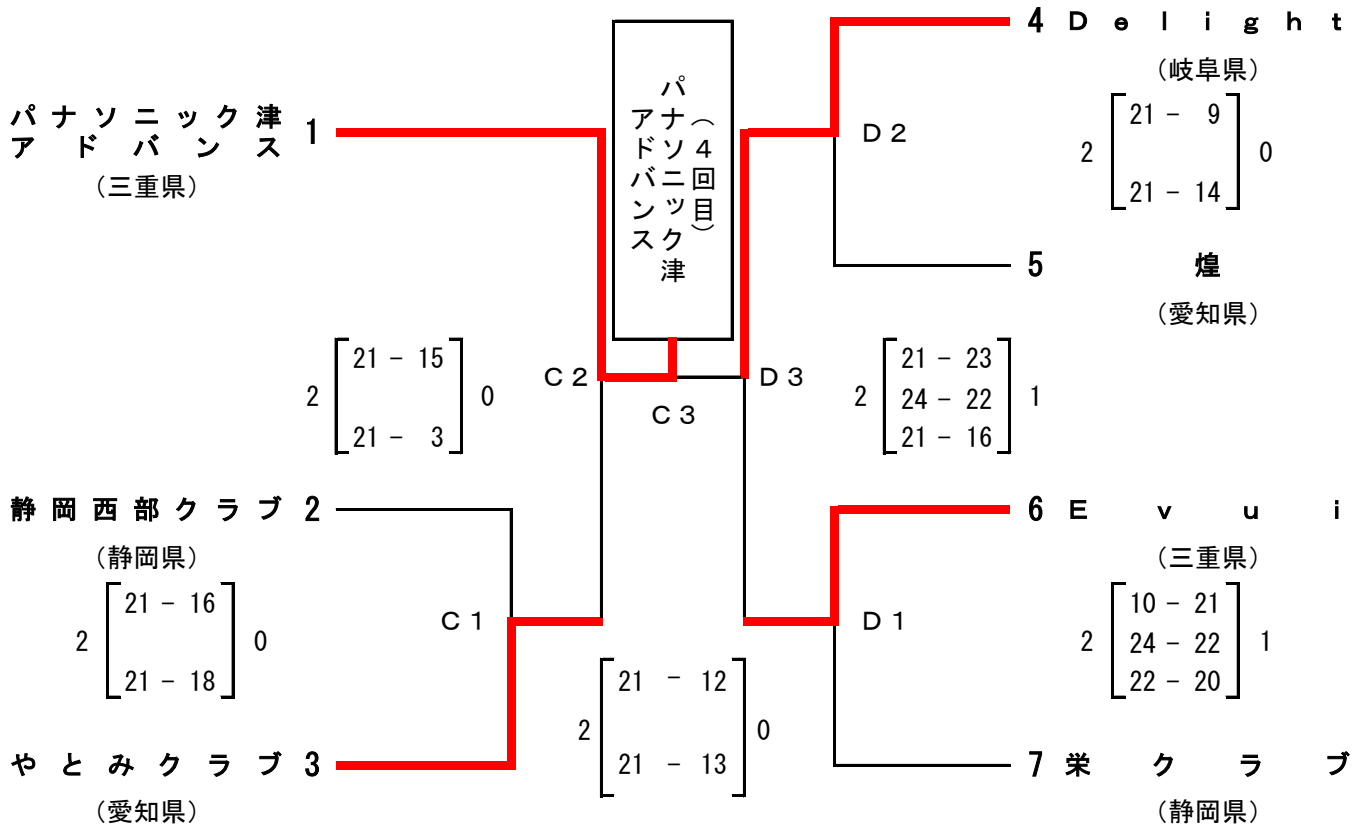 パナソニック津
アドバンス
1
(三重県)
2
21 - 15
21 - 3
0
静岡西部クラブ 2
(静岡県)
2
21 - 16
21 - 18
0
やとみクラブ 3
(愛知県)
C1
C2
C3
(4回目)
パナソニック津
アドバンス
2
21 - 12
21 - 13
0
D2
D3
D1
4 Delight
(岐阜県)
2
21 - 9
21 - 14
0
5 煌
(愛知県)
2
21 - 23
24 - 22
21 - 16
1
6 Evui
(三重県)
2
10 - 21
24 - 22
22 - 20
1
7 栄クラブ
(静岡県)